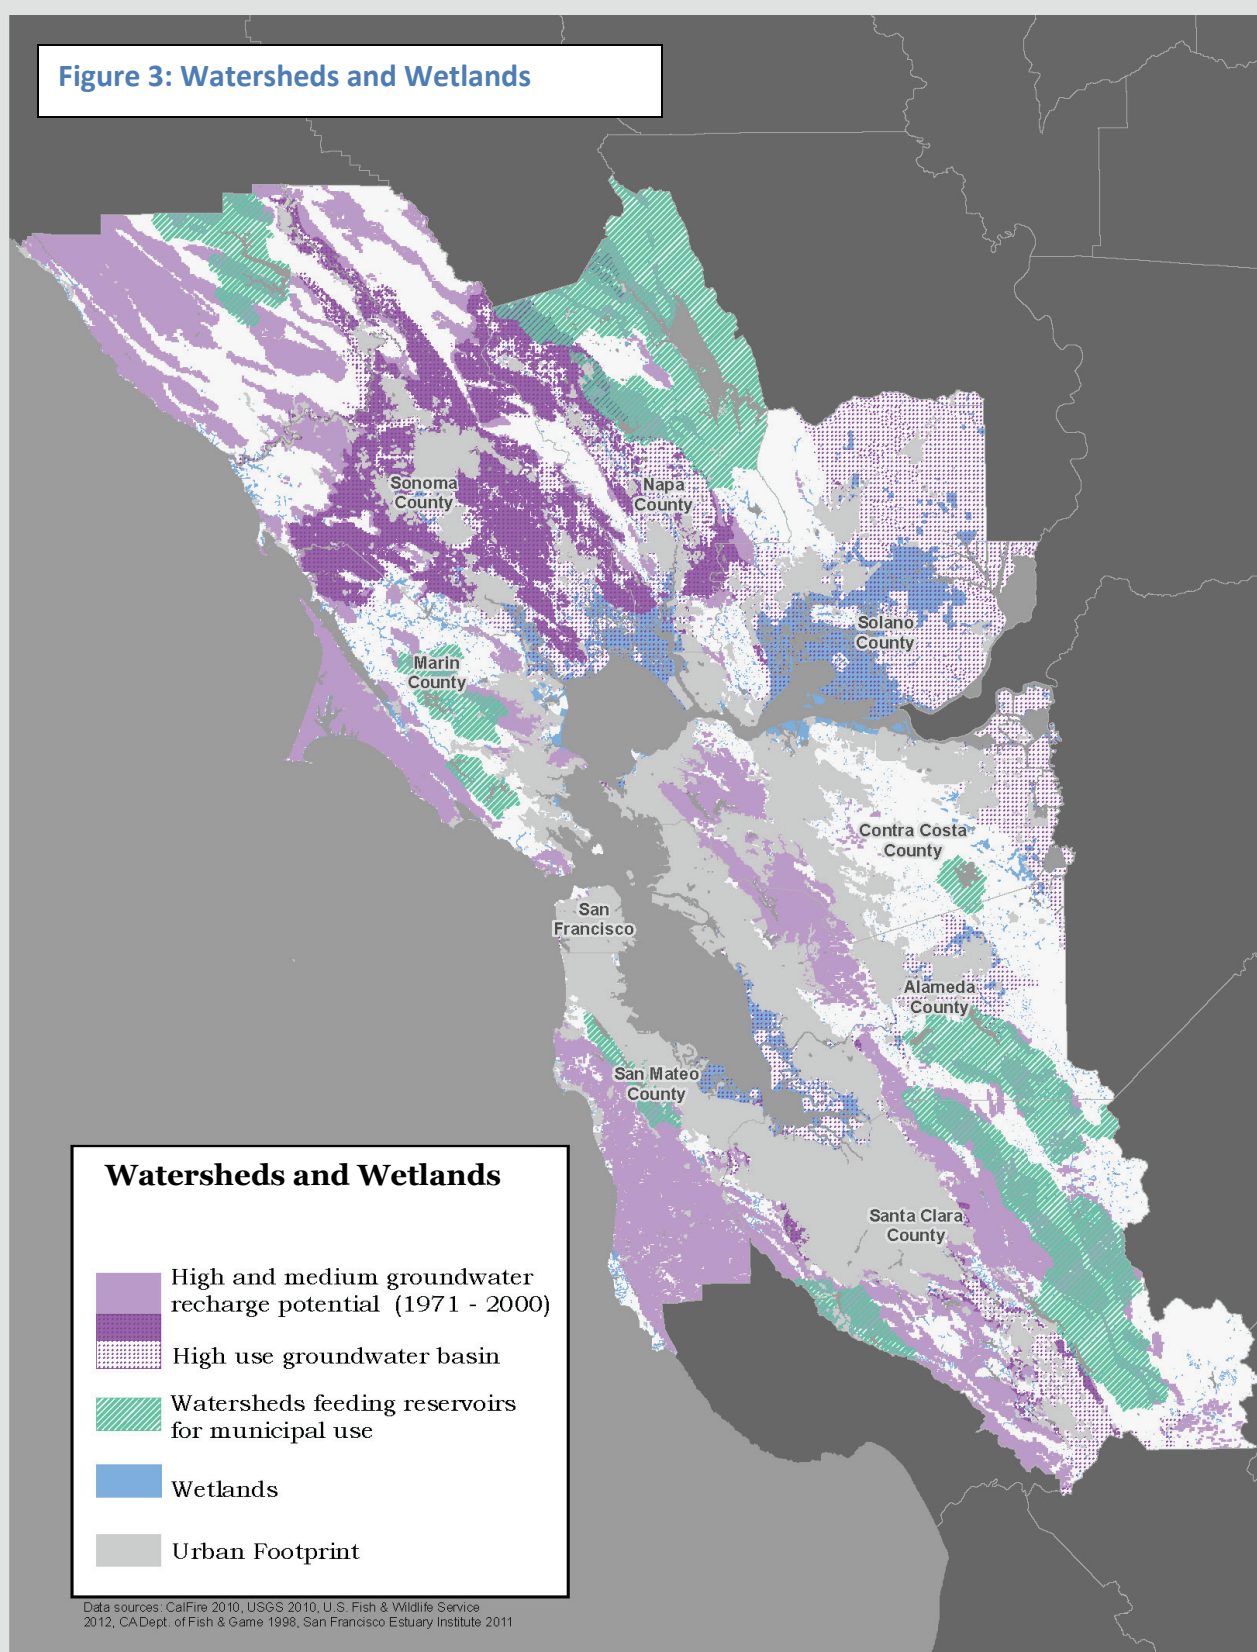 Figure 3: Watersheds and Wetlands
Sonoma
County
Napa
County
Solano
County
Marin
County
Contra Costa
County
San
Francisco
Alameda
County
San Mateo
County
Santa Clara
County
Watersheds and Wetlands
High and medium groundwater
recharge potential (1971 - 2000)
High use groundwater basin
Watersheds feeding reservoirs
for municipal use
Wetlands
Urban Footprint
Data sources: CalFire 2010, USGS 2010, U.S. Fish & Wildlife Service
2012, CA Dept. of Fish & Game 1998, San Francisco Estuary Institute 2011